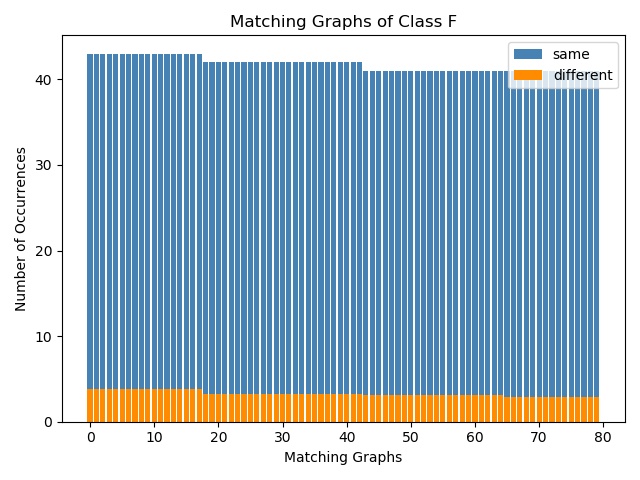 Matching Graphs of Class F
same
different
Number of Occurrences
40
30
20
10
0
0 10 20 30 40 50 60 70 80
Matching Graphs